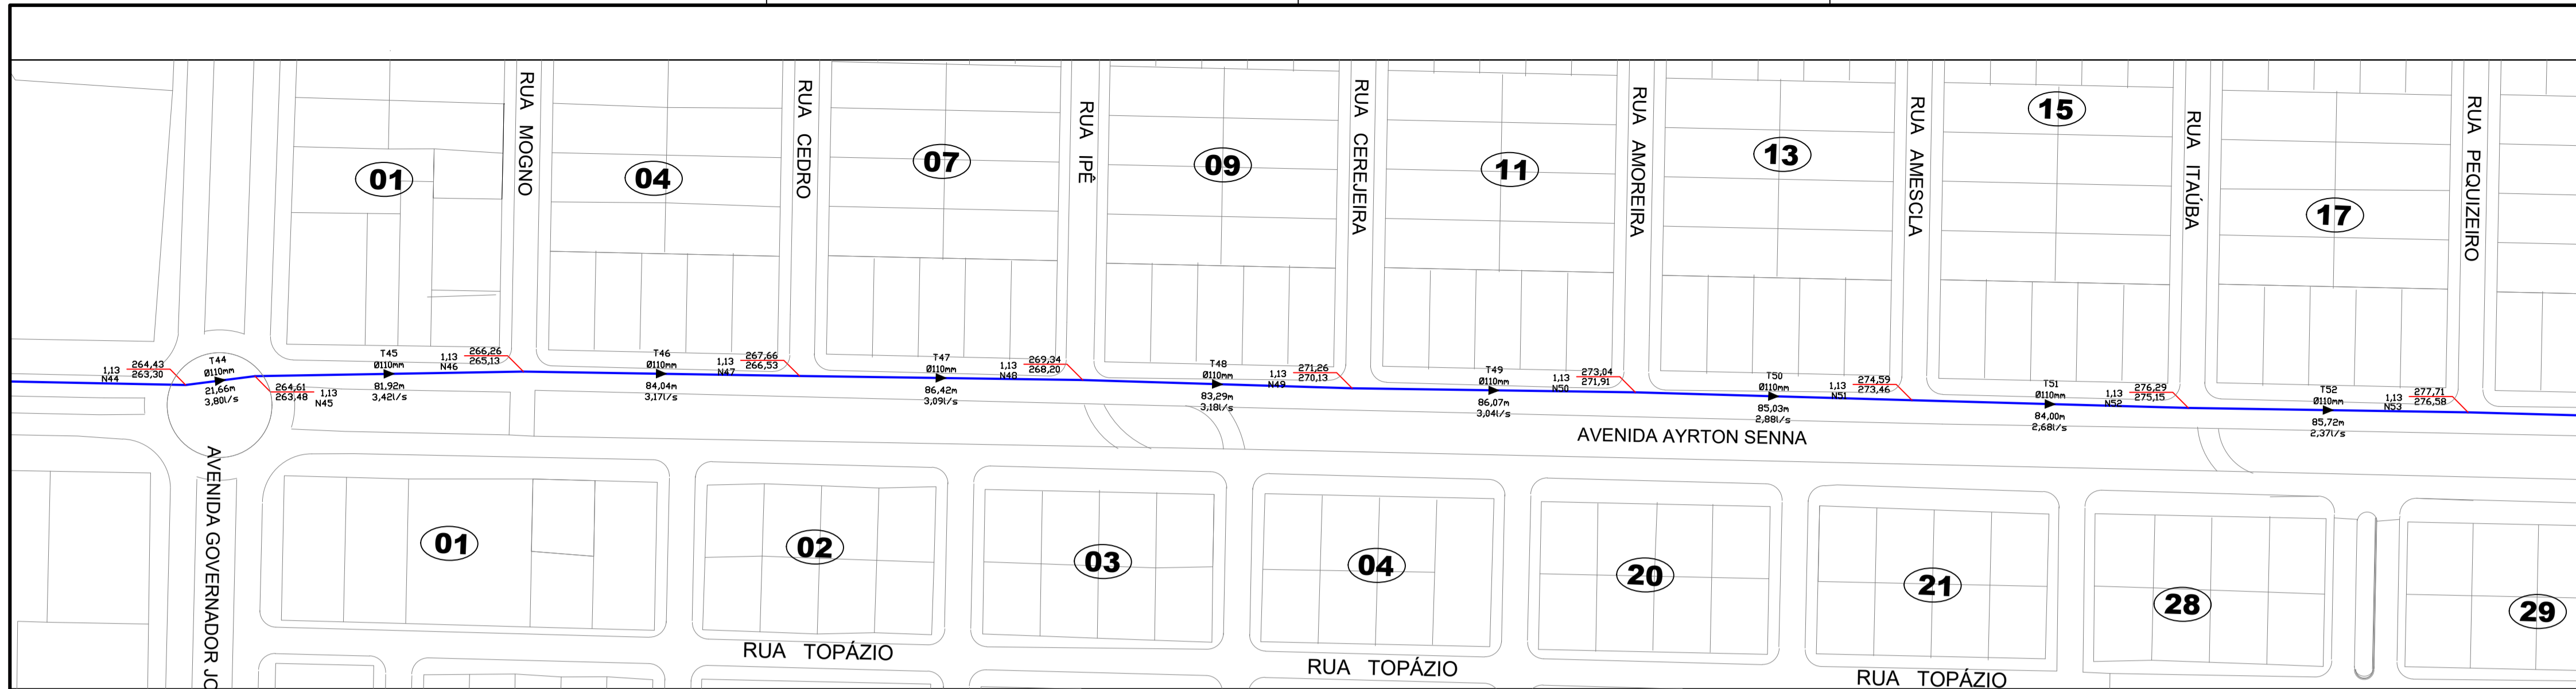 RUA MOGNO
RUA CEDRO
RUA IPÊ
RUA CEREJEIRA
RUA AMOREIRA
RUA AMESCLA
RUA ITAÚBA
RUA PEQUIZEIRO
01
04
07
09
11
13
15
17
1,13
264,43
263,30
N44
T44
Ø110mm
21,66m
3,80l/s
264,61
263,48
1,13
N45
T45
Ø110mm
81,92m
3,42l/s
1,13
266,26
265,13
N46
T46
Ø110mm
84,04m
3,17l/s
1,13
267,66
266,53
N47
T47
Ø110mm
86,42m
3,09l/s
1,13
269,34
268,20
N48
T48
Ø110mm
83,29m
3,18l/s
1,13
271,26
270,13
N49
T49
Ø110mm
86,07m
3,04l/s
1,13
273,04
271,91
N50
T50
Ø110mm
85,03m
2,88l/s
1,13
274,59
273,46
N51
T51
Ø110mm
84,00m
2,68l/s
1,13
276,29
275,15
N52
T52
Ø110mm
85,72m
2,37l/s
1,13
277,71
276,58
N53
AVENIDA AYRTON SENNA
AVENIDA GOVERNADOR JO
01
02
03
04
20
21
28
29
RUA TOPÁZIO
RUA TOPÁZIO
RUA TOPÁZIO